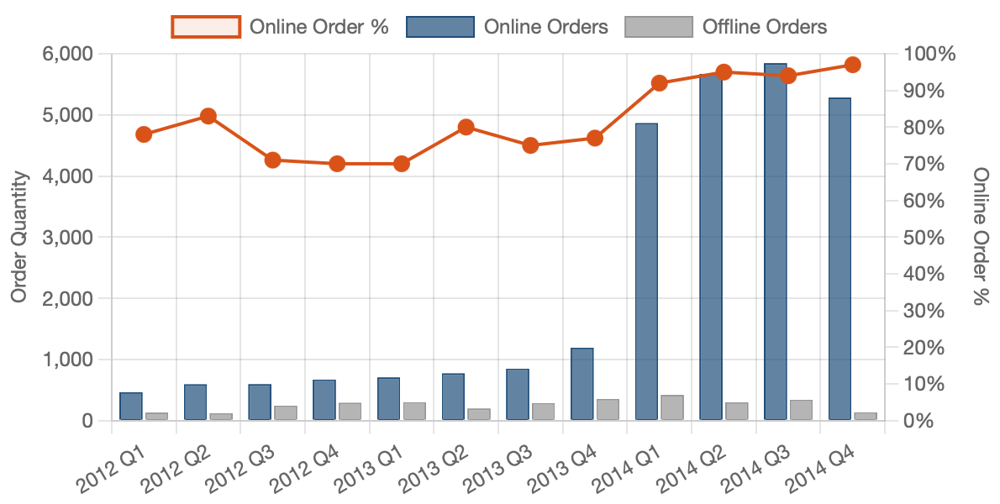 Online Order % Online Orders Offline Orders
6,000
5,000
4,000
3,000
2,000
1,000
0
Order Quantity
100%
90%
80%
70%
60%
50%
40%
30%
20%
10%
0%
Online Order %
2012 Q1
2012 Q2
2012 Q3
2012 Q4
2013 Q1
2013 Q2
2013 Q3
2013 Q4
2014 Q1
2014 Q2
2014 Q3
2014 Q4